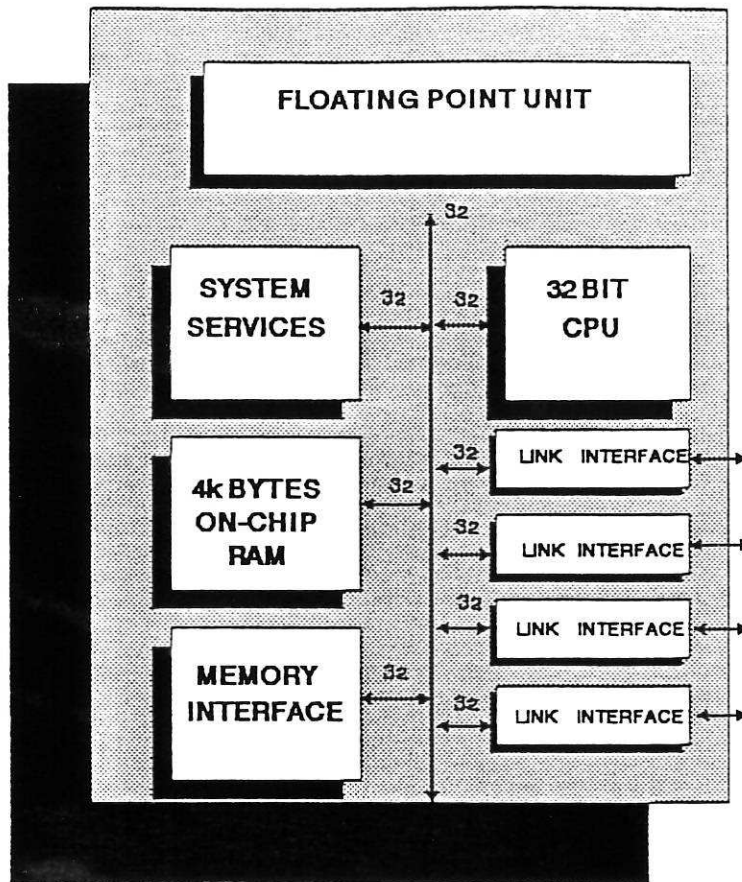 FLOATING POINT UNIT
32
SYSTEM
SERVICES
32
32
32 BIT
CPU
4k BYTES
ON-CHIP
RAM
32
32
LINK INTERFACE
32
LINK INTERFACE
32
LINK INTERFACE
MEMORY
INTERFACE
32
32
LINK INTERFACE